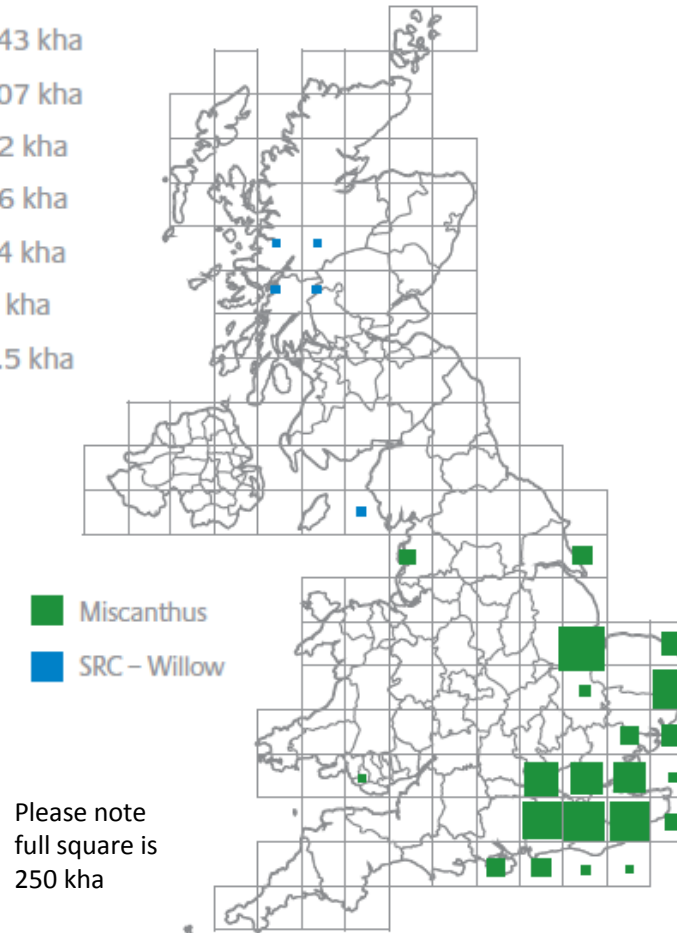 43 kha
07 kha
2 kha
6 kha
4 kha
kha
.5 kha
Miscanthus
SRC – Willow
Please note
full square is
250 kha